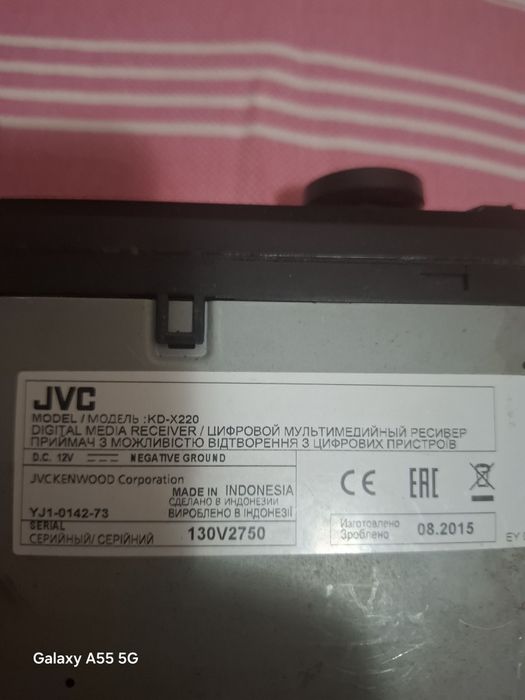 JVC
MODEL / МОДЕЛЬ :KD-X220
DIGITAL MEDIA RECEIVER / ЦИФРОВОЙ МУЛЬТИМЕДИЙНЫЙ РЕСИВЕР
ПРИЙМАЧ З МОЖЛИВІСТЮ ВІДТВОРЕННЯ З ЦИФРОВИХ ПРИСТРОЇВ
D.C. 12V NEGATIVE GROUND
JVCKENWOOD Corporation
MADE IN INDONESIA
СДЕЛАНО В ИНДОНЕЗИИ
YJ1-0142-73 ВИРОБЛЕНО В ІНДОНЕЗІЇ
SERIAL
СЕРИЙНЫЙ/ СЕРІЙНИЙ 130V2750
CE EAC
Изготовлено
Зроблено 08.2015
Galaxy A55 5G